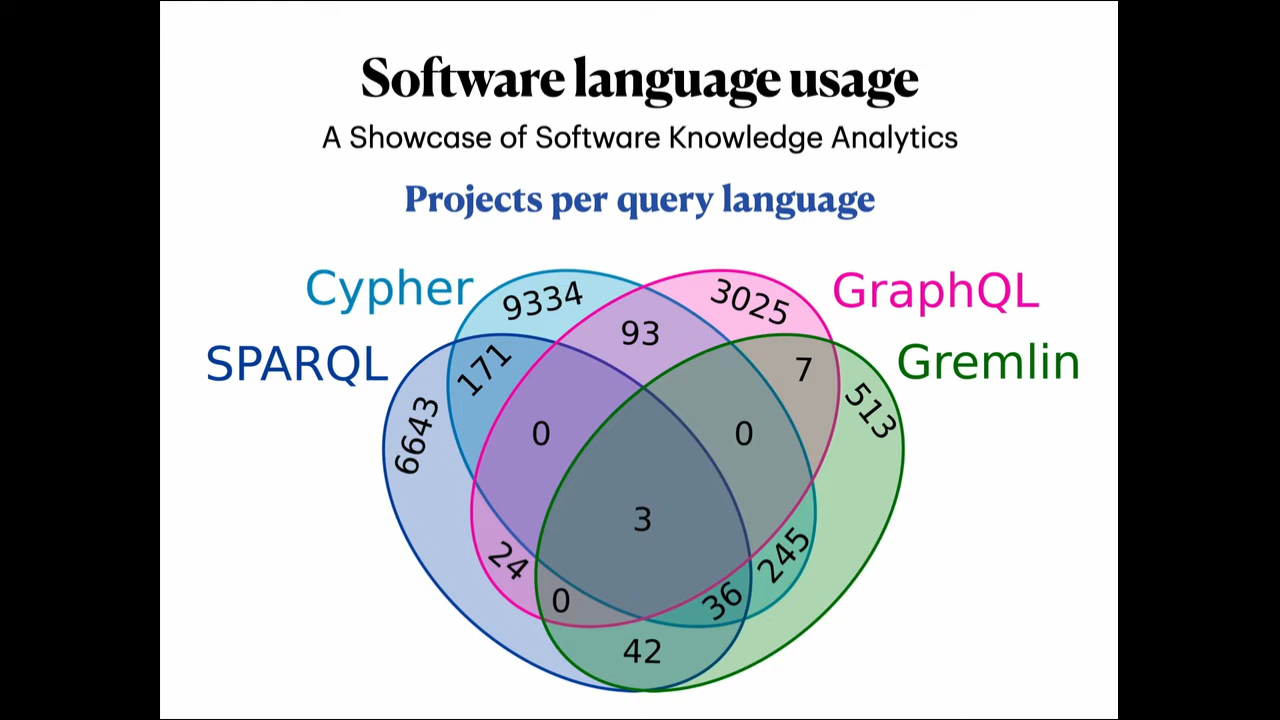 Software language usage
A Showcase of Software Knowledge Analytics
Projects per query language
Cypher
GraphQL
SPARQL
Gremlin
9334
3025
93
171
7
513
6643
0
0
3
24
245
0
36
42